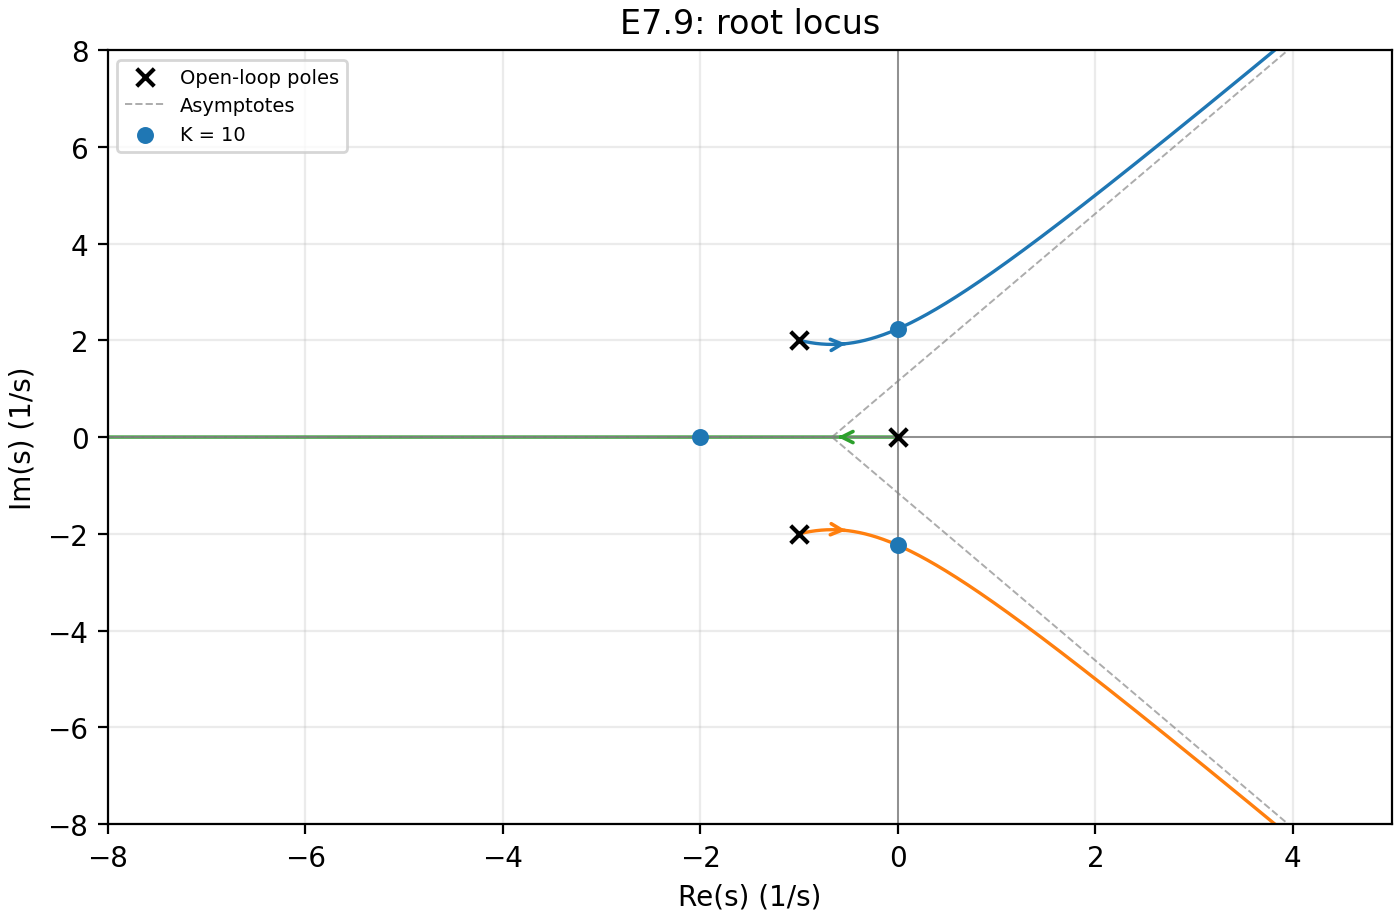 E7.9: root locus
Open-loop poles
Asymptotes
K = 10
8
6
4
2
0
−2
−4
−6
−8
Im(s) (1/s)
−8
−6
−4
−2
0
2
4
Re(s) (1/s)